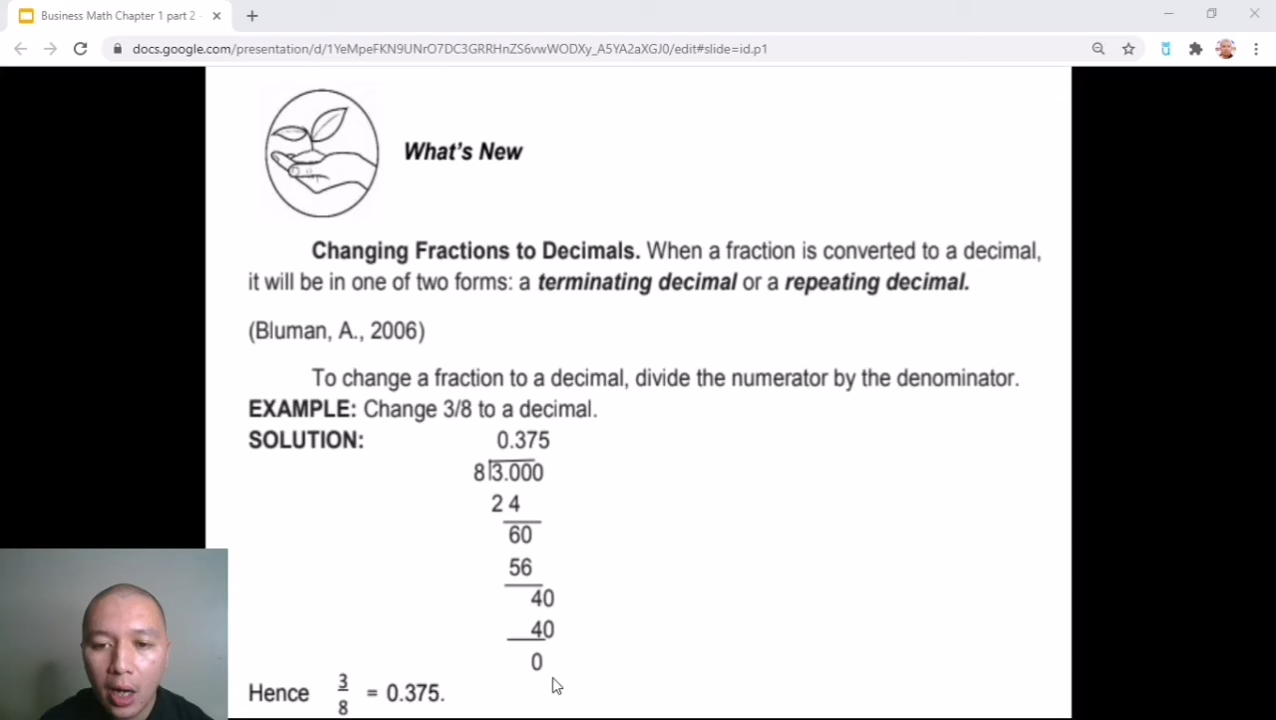 Business Math Chapter 1 part 2 -
docs.google.com/presentation/d/1YeMpeFKN9UNrO7DC3GRRHnZS6vwWODXy_A5YA2aXGJ0/edit#slide=id.p1
What's New
Changing Fractions to Decimals. When a fraction is converted to a decimal,
it will be in one of two forms: a terminating decimal or a repeating decimal.
(Bluman, A., 2006)
To change a fraction to a decimal, divide the numerator by the denominator.
EXAMPLE: Change 3/8 to a decimal.
SOLUTION: 0.375
8 3.000
2 4
60
56
40
40
0
Hence 3/8 = 0.375.